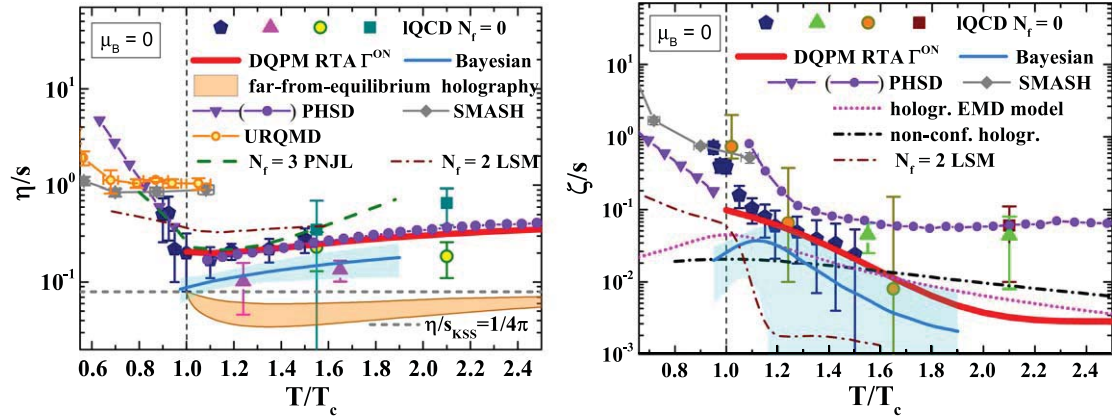 μB = 0
lQCD Nf = 0
DQPM RTA Γ^ON
Bayesian
far-from-equilibrium holography
( ) PHSD
SMASH
URQMD
Nf = 3 PNJL
Nf = 2 LSM
η/sKSS=1/4π
η/s
10^1
10^0
10^-1
0.6 0.8 1.0 1.2 1.4 1.6 1.8 2.0 2.2 2.4
T/Tc
μB = 0
lQCD Nf = 0
DQPM RTA Γ^ON
Bayesian
( ) PHSD
SMASH
hologr. EMD model
non-conf. hologr.
Nf = 2 LSM
ζ/s
10^1
10^0
10^-1
10^-2
10^-3
0.8 1.0 1.2 1.4 1.6 1.8 2.0 2.2 2.4
T/Tc